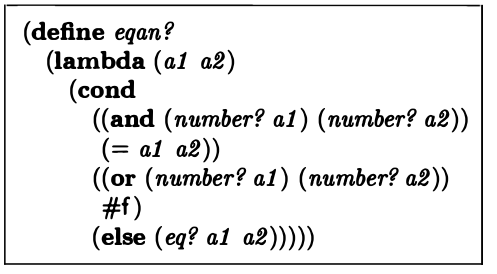 (define eqan?
(lambda (a1 a2)
(cond
((and (number? a1) (number? a2))
(= a1 a2))
((or (number? a1) (number? a2))
#f)
(else (eq? a1 a2)))))